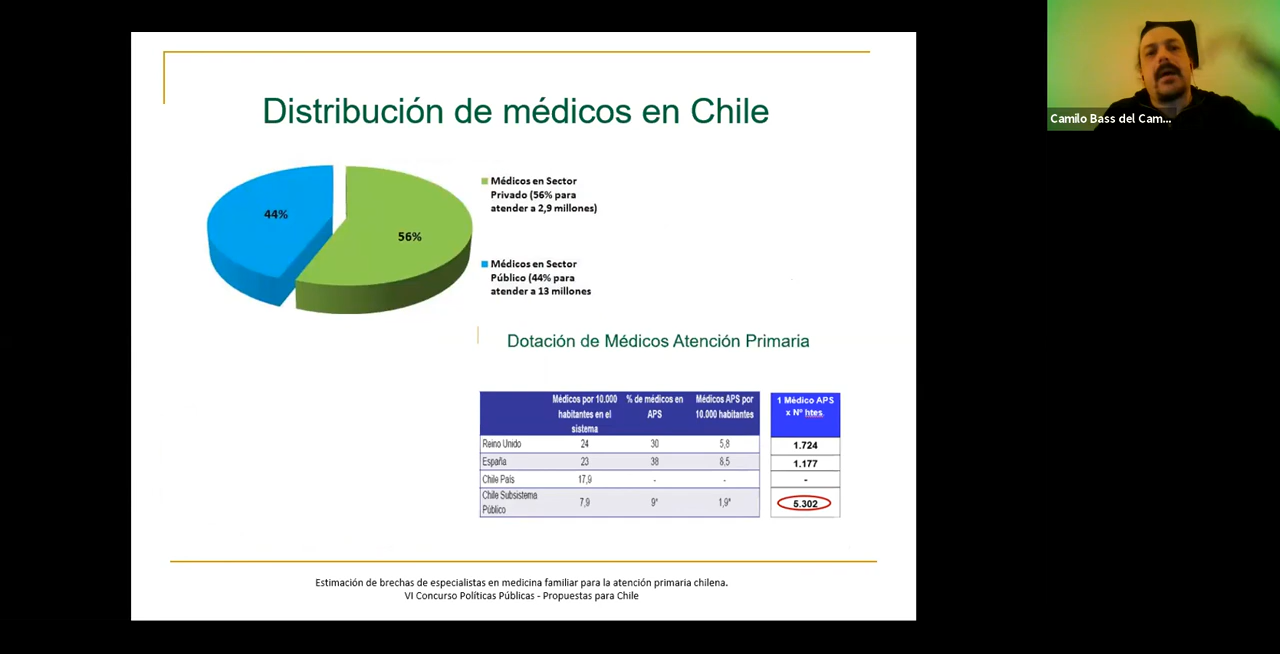 Distribución de médicos en Chile
44%
56%
Médicos en Sector
Privado (56% para
atender a 2,9 millones)
Médicos en Sector
Público (44% para
atender a 13 millones
Dotación de Médicos Atención Primaria
Médicos por 10.000 habitantes en el sistema % de médicos en APS Médicos APS por 10.000 habitantes 1 Médico APS x Nº htes.
Reino Unido 24 30 5,8 1.724
España 23 38 8,5 1.177
Chile País 17,9 - - -
Chile Subsistema Público 7,9 9* 1,9* 5.302
Estimación de brechas de especialistas en medicina familiar para la atención primaria chilena.
VI Concurso Políticas Públicas - Propuestas para Chile
Camilo Bass del Cam...